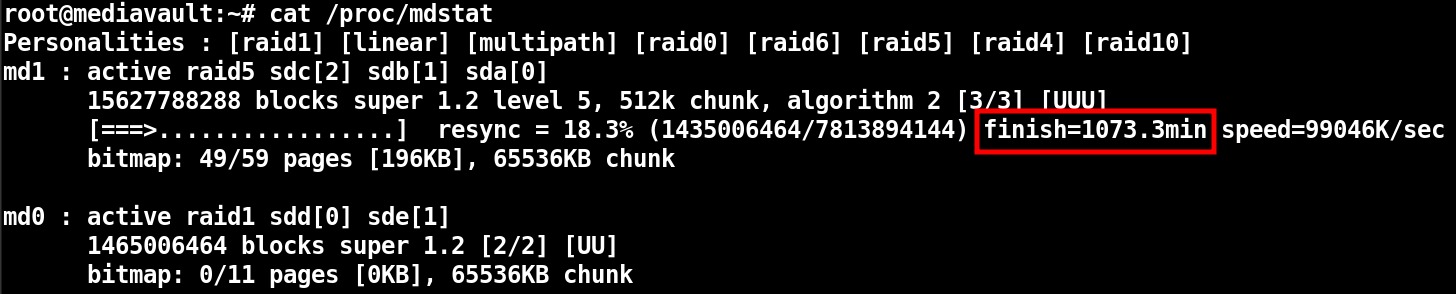 root@mediavault:~# cat /proc/mdstat
Personalities : [raid1] [linear] [multipath] [raid0] [raid6] [raid5] [raid4] [raid10]
md1 : active raid5 sdc[2] sdb[1] sda[0]
      15627788288 blocks super 1.2 level 5, 512k chunk, algorithm 2 [3/3] [UUU]
      [===>.................]  resync = 18.3% (1435006464/7813894144) finish=1073.3min speed=99046K/sec
      bitmap: 49/59 pages [196KB], 65536KB chunk

md0 : active raid1 sdd[0] sde[1]
      1465006464 blocks super 1.2 [2/2] [UU]
      bitmap: 0/11 pages [0KB], 65536KB chunk